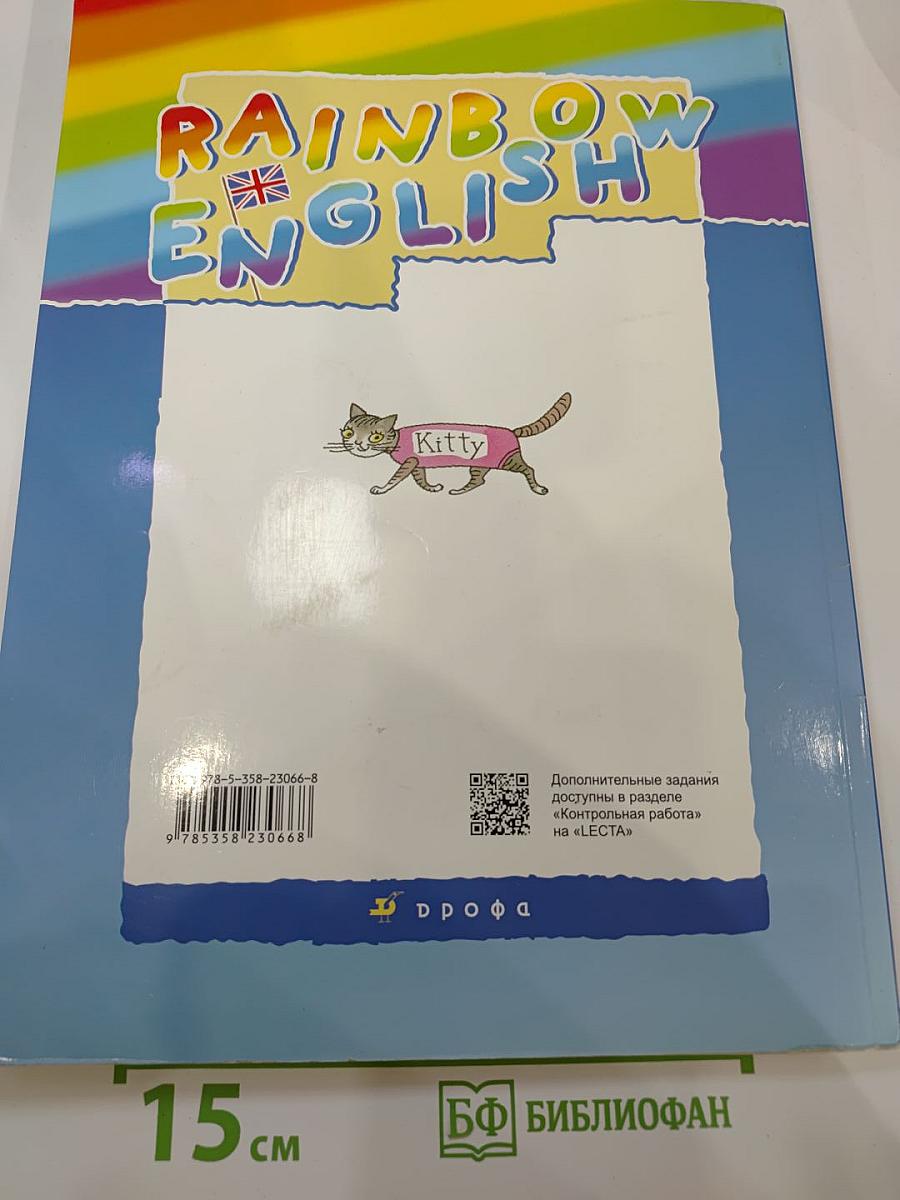 RAINBOW
ENGLISH
Kitty
78-5-358-23066-8
9 785358 230668
Дополнительные задания
доступны в разделе
«Контрольная работа»
на «LECTA»
дрофа
15 см
БФ БИБЛИОФАН